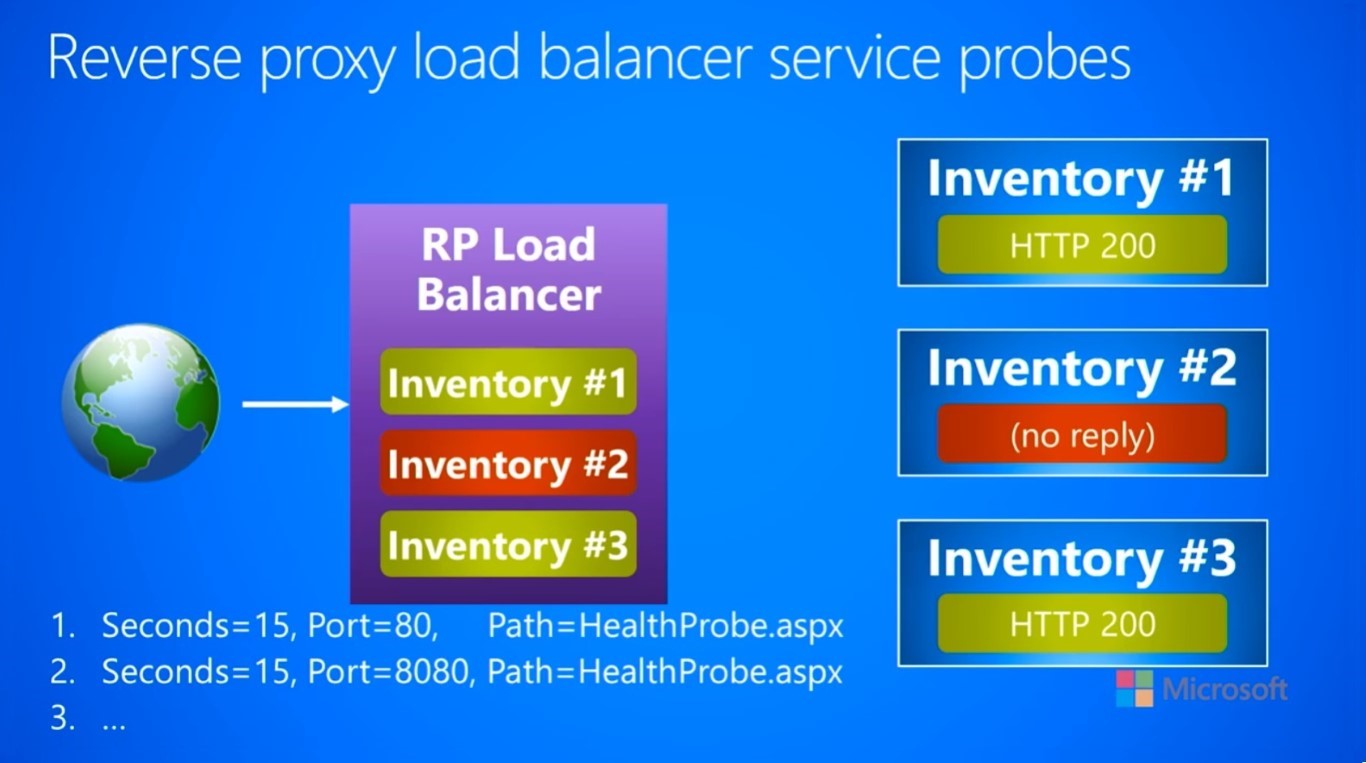 Reverse proxy load balancer service probes
RP Load
Balancer
Inventory #1
Inventory #2
Inventory #3
Inventory #1
HTTP 200
Inventory #2
(no reply)
Inventory #3
HTTP 200
1. Seconds=15, Port=80, Path=HealthProbe.aspx
2. Seconds=15, Port=8080, Path=HealthProbe.aspx
3. ...
Microsoft